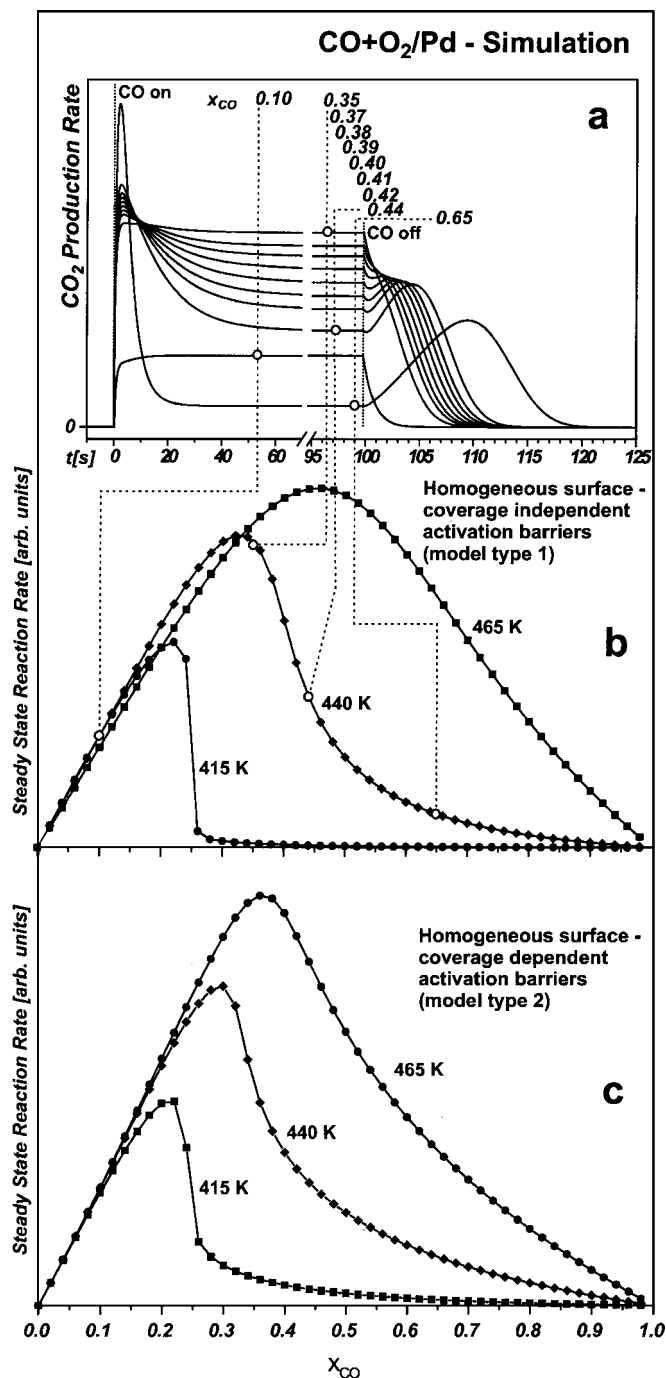 CO+O₂/Pd - Simulation
a
CO₂ Production Rate
CO on
x_CO 0.10 0.35
0.37
0.38
0.39
0.40
0.41
0.42
0.44
0.65
CO off
0
t[s] 0 20 40 60 95 100 105 110 115 120 125
Steady State Reaction Rate [arb. units]
Homogeneous surface -
coverage independent
activation barriers
(model type 1)
b
465 K
440 K
415 K
Steady State Reaction Rate [arb. units]
Homogeneous surface -
coverage dependent
activation barriers
(model type 2)
c
465 K
440 K
415 K
0.0 0.1 0.2 0.3 0.4 0.5 0.6 0.7 0.8 0.9 1.0
X_CO